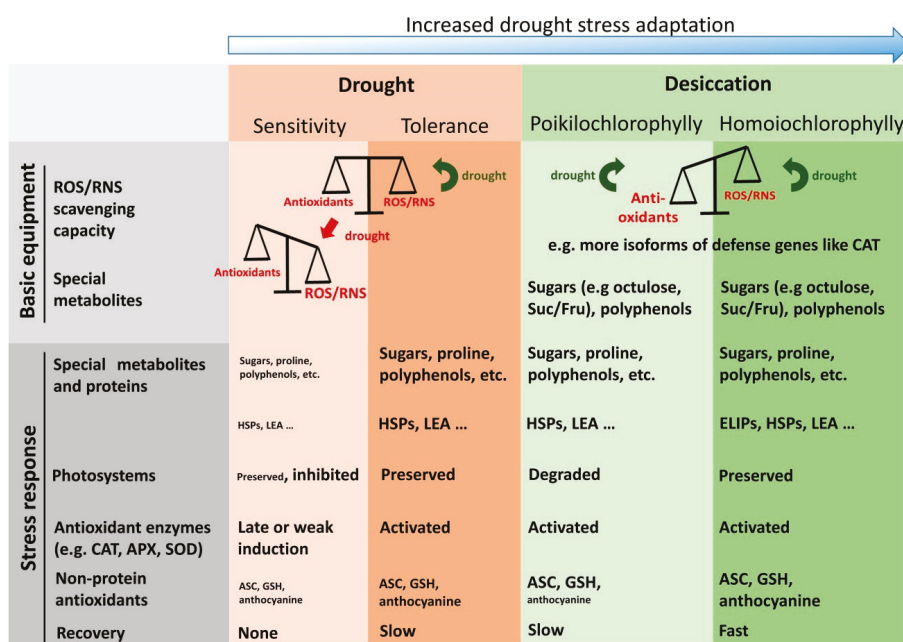 Increased drought stress adaptation
Drought
Desiccation
Sensitivity
Tolerance
Poikilochlorophylly
Homoiochlorophylly
Basic equipment
ROS/RNS
scavenging
capacity
Antioxidants
ROS/RNS
drought
drought
Antioxidants
ROS/RNS
drought
Anti-
oxidants
ROS/RNS
drought
e.g. more isoforms of defense genes like CAT
Special
metabolites
Sugars (e.g octulose,
Suc/Fru), polyphenols
Sugars (e.g octulose,
Suc/Fru), polyphenols
Stress response
Special metabolites
and proteins
Sugars, proline,
polyphenols, etc.
Sugars, proline,
polyphenols, etc.
Sugars, proline,
polyphenols, etc.
Sugars, proline,
polyphenols, etc.
HSPs, LEA ...
HSPs, LEA ...
HSPs, LEA ...
ELIPs, HSPs, LEA ...
Photosystems
Preserved, inhibited
Preserved
Degraded
Preserved
Antioxidant enzymes
(e.g. CAT, APX, SOD)
Late or weak
induction
Activated
Activated
Activated
Non-protein
antioxidants
ASC, GSH,
anthocyanine
ASC, GSH,
anthocyanine
ASC, GSH,
anthocyanine
ASC, GSH,
anthocyanine
Recovery
None
Slow
Slow
Fast